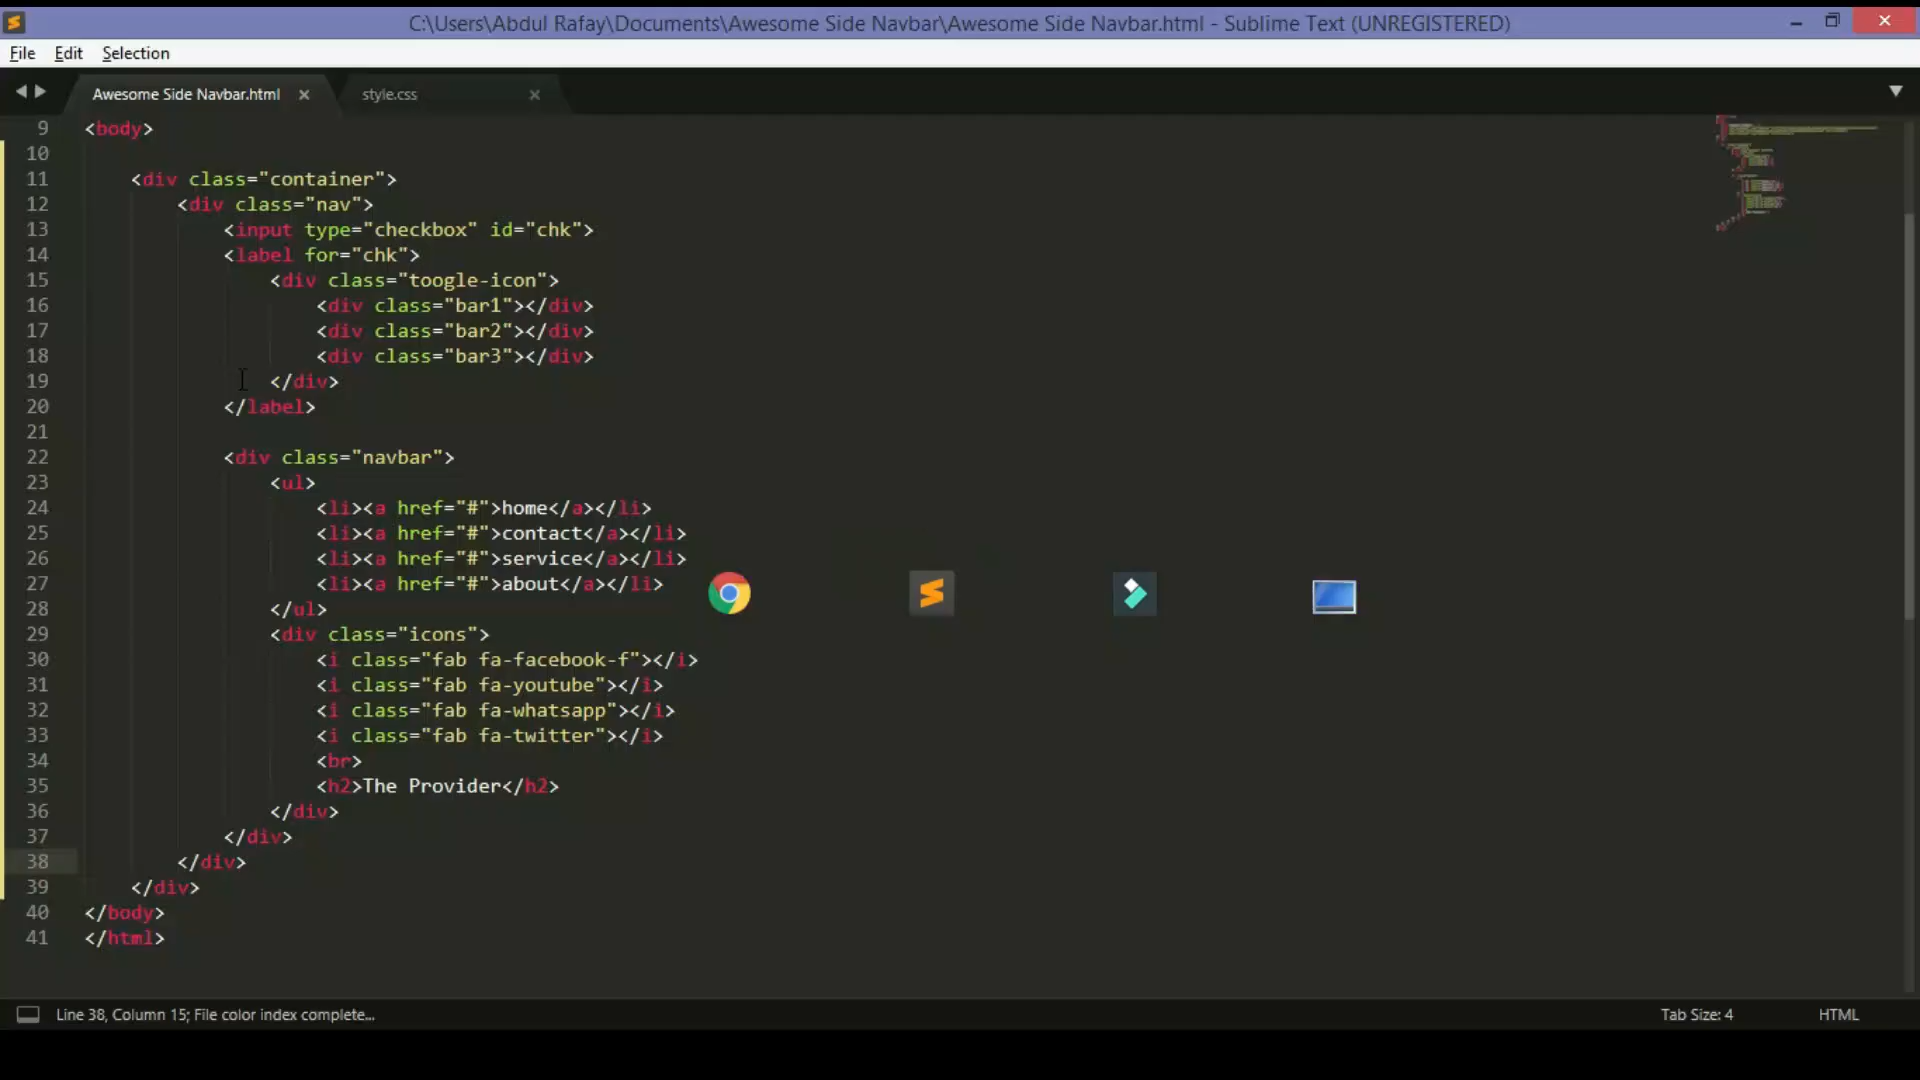 C:\Users\Abdul Rafay\Documents\Awesome Side Navbar\Awesome Side Navbar.html - Sublime Text (UNREGISTERED)
File Edit Selection
Awesome Side Navbar.html style.css
9 <body>
10
11 <div class="container">
12 <div class="nav">
13 <input type="checkbox" id="chk">
14 <label for="chk">
15 <div class="toogle-icon">
16 <div class="bar1"></div>
17 <div class="bar2"></div>
18 <div class="bar3"></div>
19 </div>
20 </label>
21
22 <div class="navbar">
23 <ul>
24 <li><a href="#">home</a></li>
25 <li><a href="#">contact</a></li>
26 <li><a href="#">service</a></li>
27 <li><a href="#">about</a></li>
28 </ul>
29 <div class="icons">
30 <i class="fab fa-facebook-f"></i>
31 <i class="fab fa-youtube"></i>
32 <i class="fab fa-whatsapp"></i>
33 <i class="fab fa-twitter"></i>
34 <br>
35 <h2>The Provider</h2>
36 </div>
37 </div>
38 </div>
39 </div>
40 </body>
41 </html>
Line 38, Column 15; File color index complete... Tab Size: 4 HTML